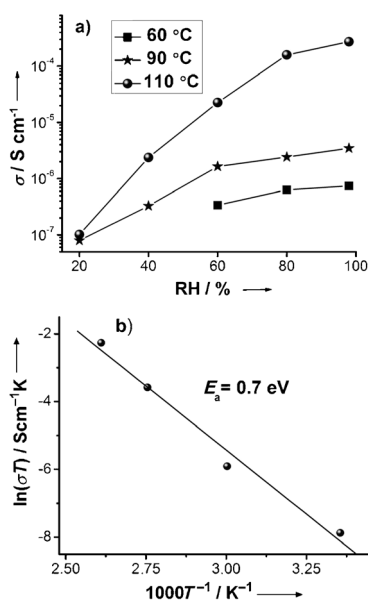 a)
60 °C
90 °C
110 °C
10⁻⁴
10⁻⁵
10⁻⁶
10⁻⁷
σ / S cm⁻¹ →
20 40 60 80 100
RH / % →
b)
Eₐ= 0.7 eV
-2
-4
-6
-8
ln(σT) / Scm⁻¹K →
2.50 2.75 3.00 3.25
1000T⁻¹ / K⁻¹ →